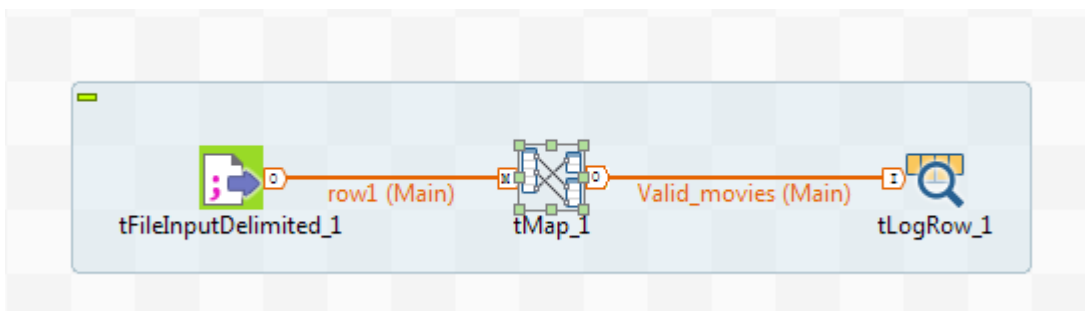 O
M
O
I
row1 (Main)
Valid_movies (Main)
tFileInputDelimited_1
tMap_1
tLogRow_1